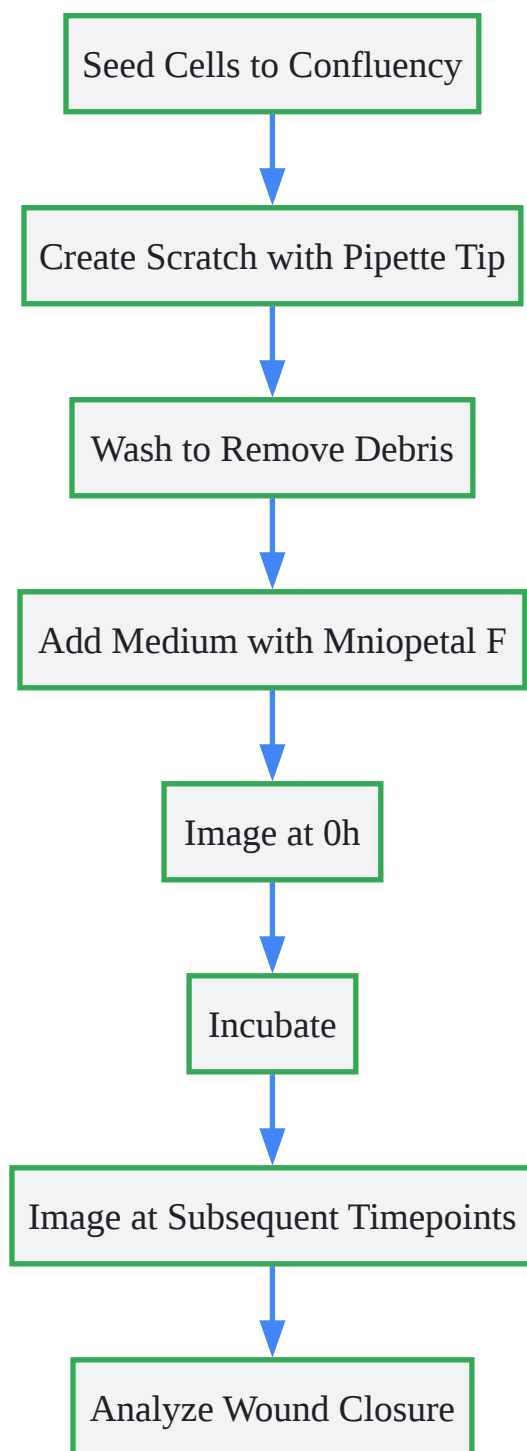 Seed Cells to Confluency
Create Scratch with Pipette Tip
Wash to Remove Debris
Add Medium with Mniopetal F
Image at 0h
Incubate
Image at Subsequent Timepoints
Analyze Wound Closure